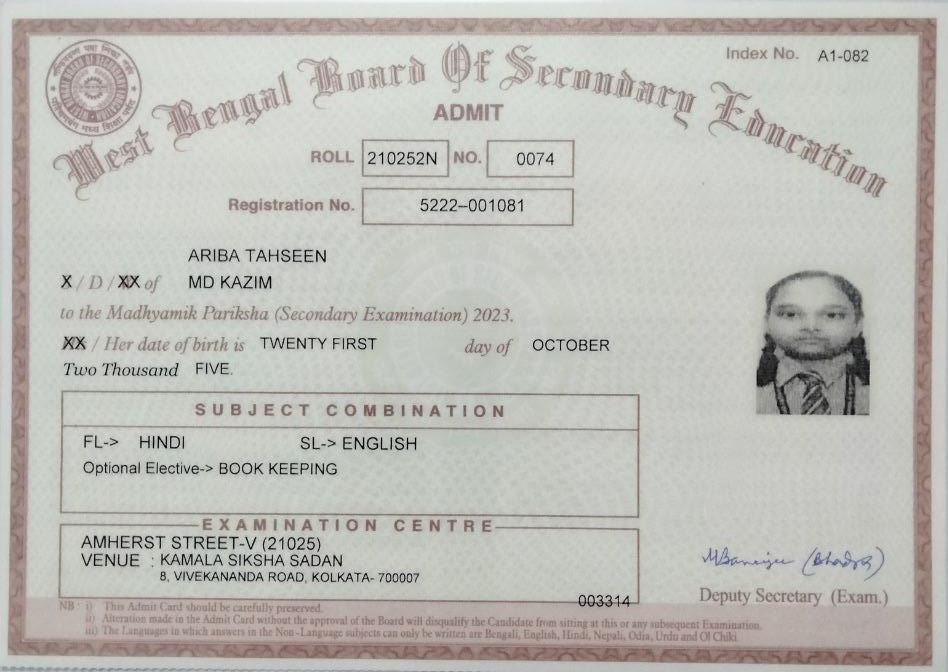 Index No. A1-082
West Bengal Board Of Secondary Education
ADMIT
ROLL 210252N NO. 0074
Registration No. 5222–001081
ARIBA TAHSEEN
/ D / of MD KAZIM
to the Madhyamik Pariksha (Secondary Examination) 2023.
/ Her date of birth is TWENTY FIRST day of OCTOBER
Two Thousand FIVE.
SUBJECT COMBINATION
FL-> HINDI SL-> ENGLISH
Optional Elective-> BOOK KEEPING
EXAMINATION CENTRE
AMHERST STREET-V (21025)
VENUE : KAMALA SIKSHA SADAN
8, VIVEKANANDA ROAD, KOLKATA- 700007
003314
Deputy Secretary (Exam.)
NB : i) This Admit Card should be carefully preserved.
ii) Alteration made in the Admit Card without the approval of the Board will disqualify the Candidate from sitting at this or any subsequent Examination.
iii) The Languages in which answers in the Non-Language subjects can only be written are Bengali, English, Hindi, Nepali, Odia, Urdu and Ol Chiki.